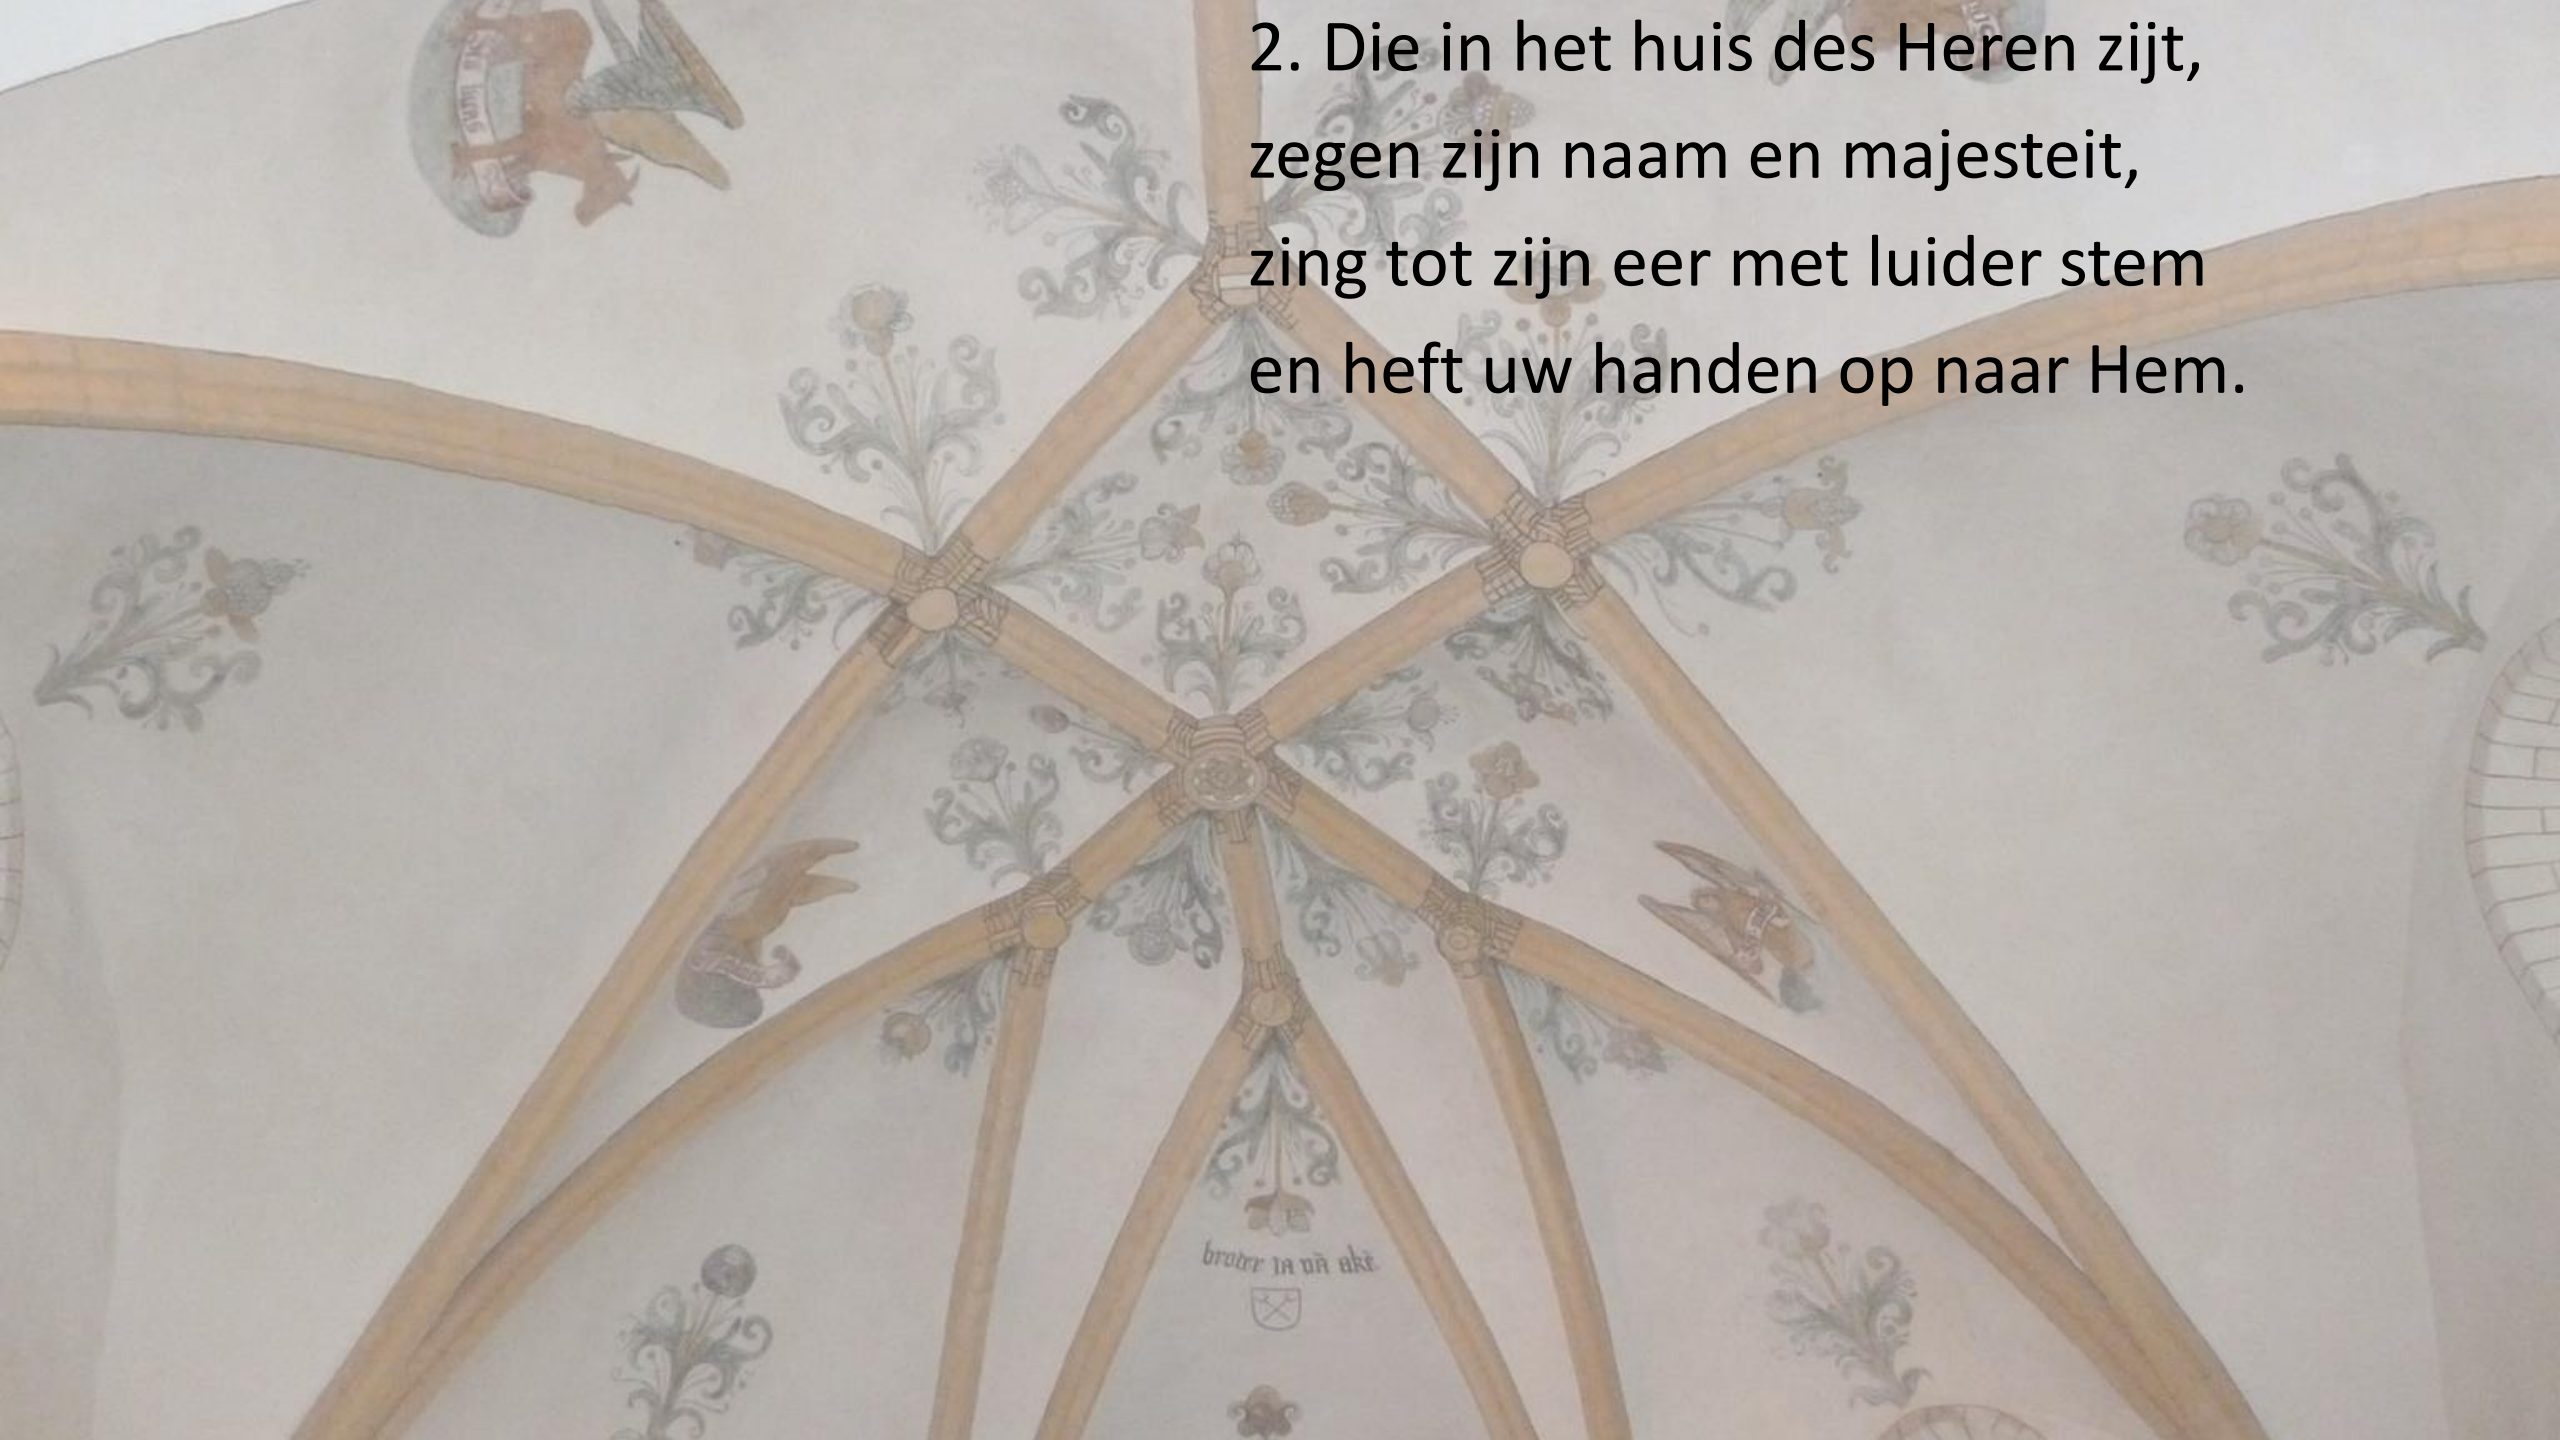 2. Die in het huis des Heren zijt,
zegen zijn naam en majesteit,
zing tot zijn eer met luider stem
en heft uw handen op naar Hem.
broder